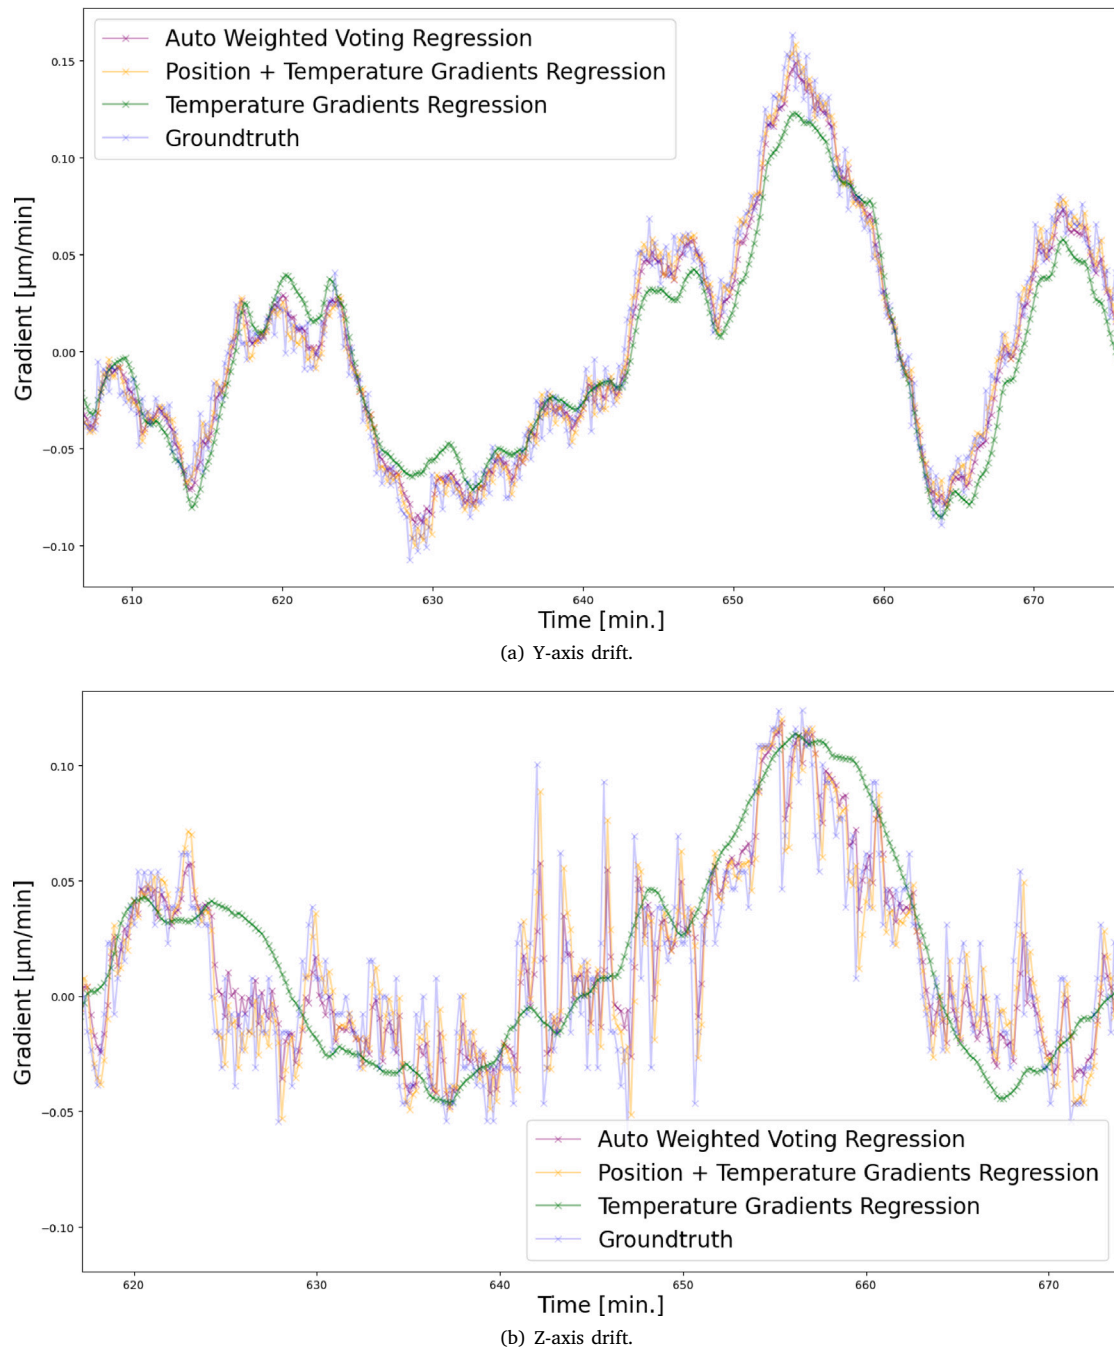 Auto Weighted Voting Regression
Position + Temperature Gradients Regression
Temperature Gradients Regression
Groundtruth
0.15
0.10
0.05
0.00
−0.05
−0.10
Gradient [μm/min]
610 620 630 640 650 660 670
Time [min.]
(a) Y-axis drift.
0.10
0.05
0.00
−0.05
−0.10
Gradient [μm/min]
Auto Weighted Voting Regression
Position + Temperature Gradients Regression
Temperature Gradients Regression
Groundtruth
620 630 640 650 660 670
Time [min.]
(b) Z-axis drift.